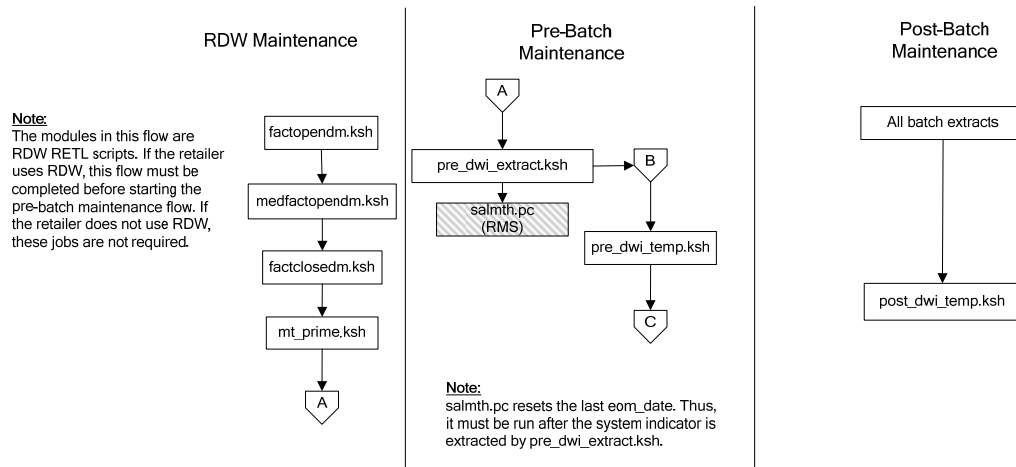 RDW Maintenance
Note:
The modules in this flow are
RDW RETL scripts. If the retailer
uses RDW, this flow must be
completed before starting the
pre-batch maintenance flow. If
the retailer does not use RDW,
these jobs are not required.
factopendm.ksh
medfactopendm.ksh
factclosedm.ksh
mt_prime.ksh
A
Pre-Batch
Maintenance
A
pre_dwi_extract.ksh
B
salmth.pc
(RMS)
pre_dwi_temp.ksh
C
Note:
salmth.pc resets the last eom_date. Thus,
it must be run after the system indicator is
extracted by pre_dwi_extract.ksh.
Post-Batch
Maintenance
All batch extracts
post_dwi_temp.ksh